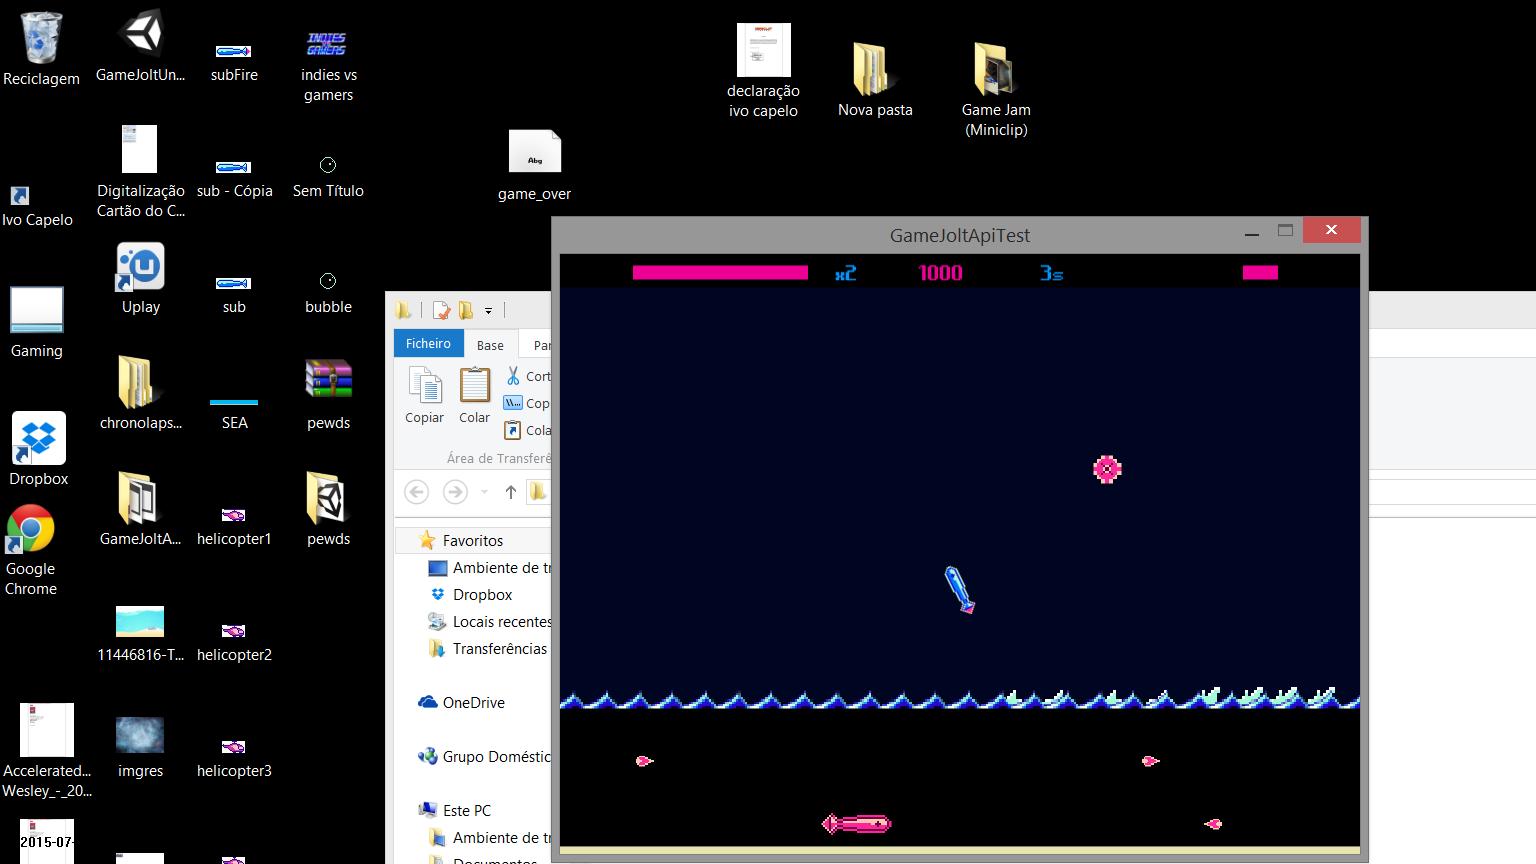 Reciclagem
GameJoltUn...
subFire
INDIES
VS
GAMERS
indies vs
gamers
declaração
ivo capelo
Nova pasta
Game Jam
(Miniclip)
Ivo Capelo
Digitalização
Cartão do C...
sub - Cópia
Sem Título
Abg
game_over
Gaming
Uplay
sub
bubble
Dropbox
chronolaps...
SEA
pewds
Google
Chrome
GameJoltA...
helicopter1
pewds
11446816-T...
helicopter2
Accelerated...
Wesley_-_20...
imgres
helicopter3
2015-07-
Ficheiro
Base
Par
Copiar
Colar
Cort
Cop
Cola
Área de Transferê
Favoritos
Ambiente de tr
Dropbox
Locais recentes
Transferências
OneDrive
Grupo Doméstic
Este PC
Ambiente de tr
Documentos
GameJoltApiTest
x2
1000
3s